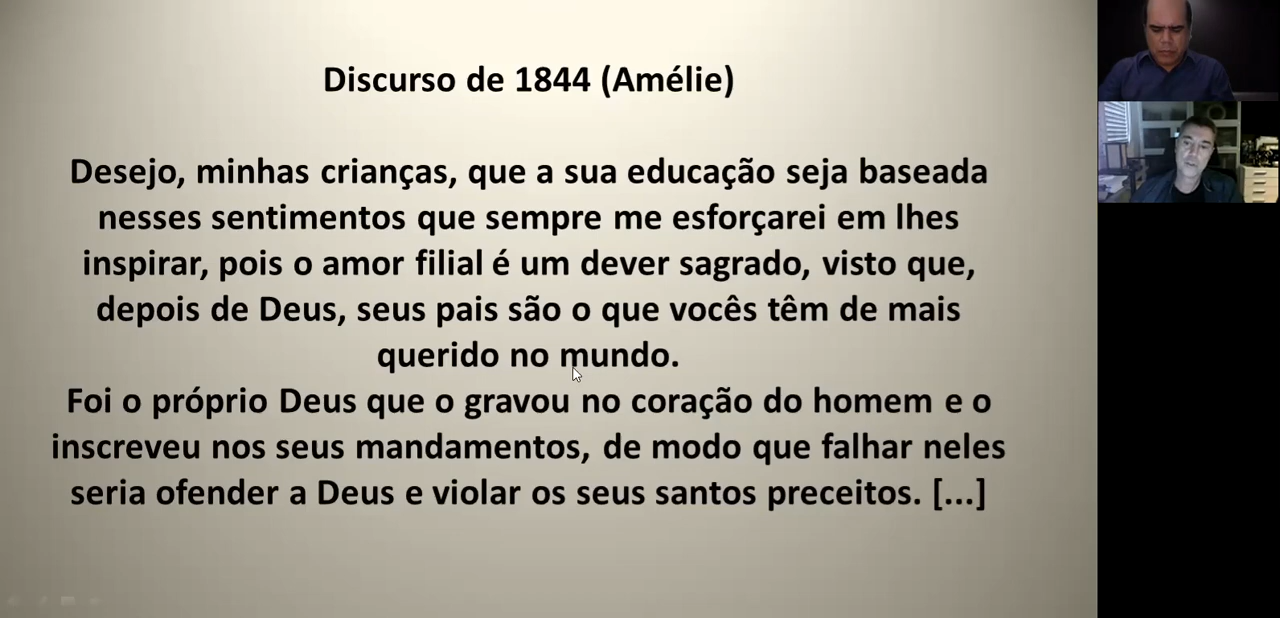 Discurso de 1844 (Amélie)
Desejo, minhas crianças, que a sua educação seja baseada
nesses sentimentos que sempre me esforçarei em lhes
inspirar, pois o amor filial é um dever sagrado, visto que,
depois de Deus, seus pais são o que vocês têm de mais
querido no mundo.
Foi o próprio Deus que o gravou no coração do homem e o
inscreveu nos seus mandamentos, de modo que falhar neles
seria ofender a Deus e violar os seus santos preceitos. [...]